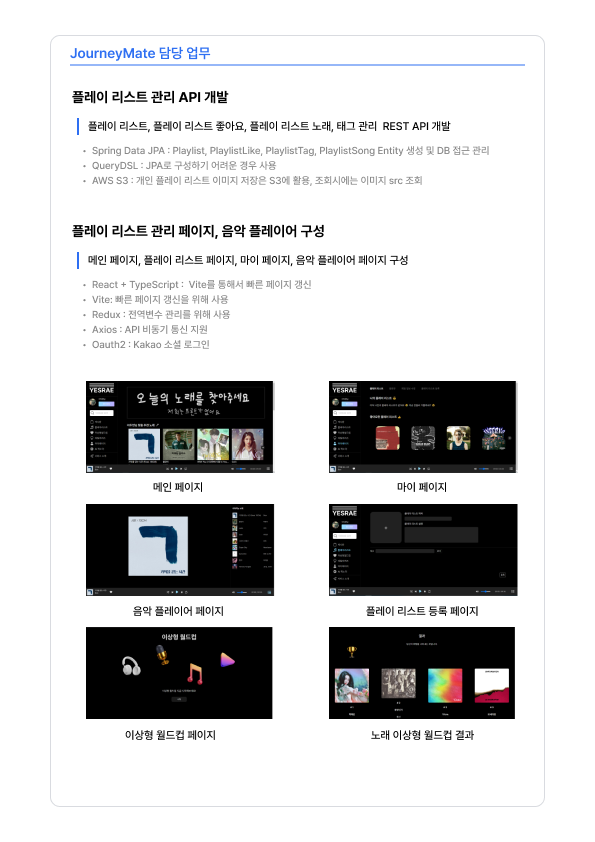 JourneyMate 담당 업무
플레이 리스트 관리 API 개발
플레이 리스트, 플레이 리스트 좋아요, 플레이 리스트 노래, 태그 관리 REST API 개발
• Spring Data JPA : Playlist, PlaylistLike, PlaylistTag, PlaylistSong Entity 생성 및 DB 접근 관리
• QueryDSL : JPA로 구성하기 어려운 경우 사용
• AWS S3 : 개인 플레이 리스트 이미지 저장은 S3에 활용, 조회시에는 이미지 src 조회
플레이 리스트 관리 페이지, 음악 플레이어 구성
메인 페이지, 플레이 리스트 페이지, 마이 페이지, 음악 플레이어 페이지 구성
• React + TypeScript : Vite를 통해서 빠른 페이지 갱신
• Vite: 빠른 페이지 갱신을 위해 사용
• Redux : 전역변수 관리를 위해 사용
• Axios : API 비동기 통신 지원
• Oauth2 : Kakao 소셜 로그인
YESRAE
오늘의 노래를 찾아주세요
YESRAE
메인 페이지
마이 페이지
YESRAE
음악 플레이어 페이지
플레이 리스트 등록 페이지
이상형 월드컵
결과
이상형 월드컵 페이지
노래 이상형 월드컵 결과